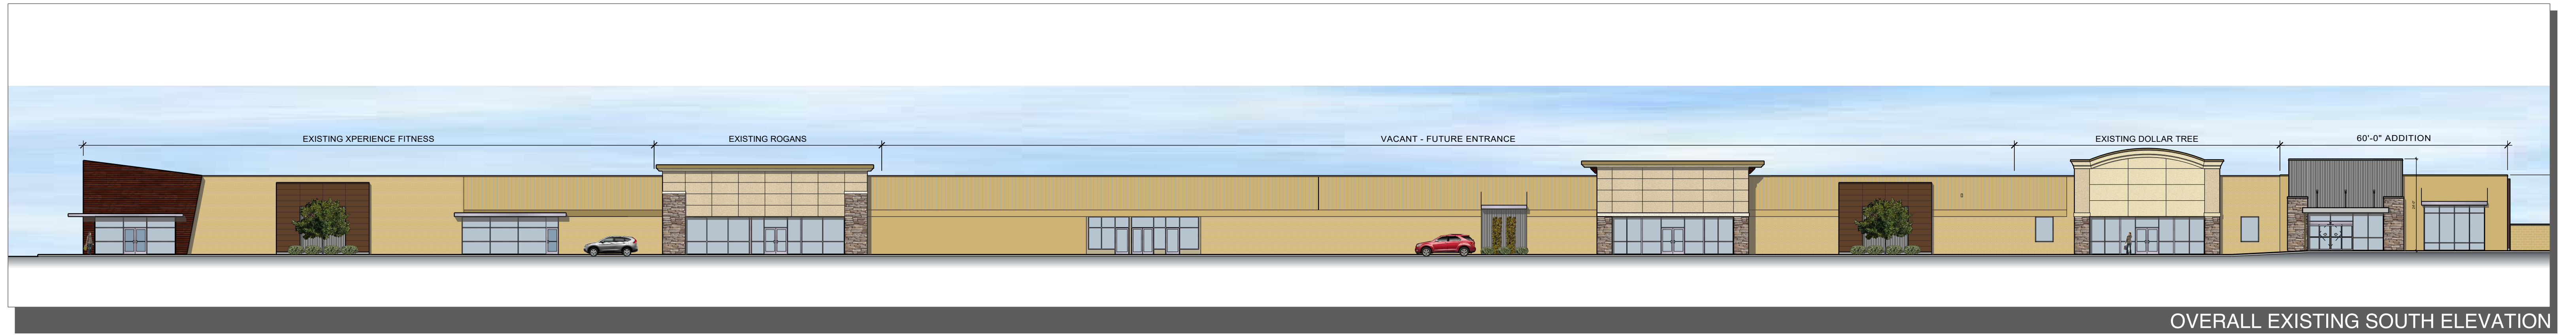 EXISTING XPERIENCE FITNESS
EXISTING ROGANS
VACANT - FUTURE ENTRANCE
EXISTING DOLLAR TREE
60'-0" ADDITION
OVERALL EXISTING SOUTH ELEVATION